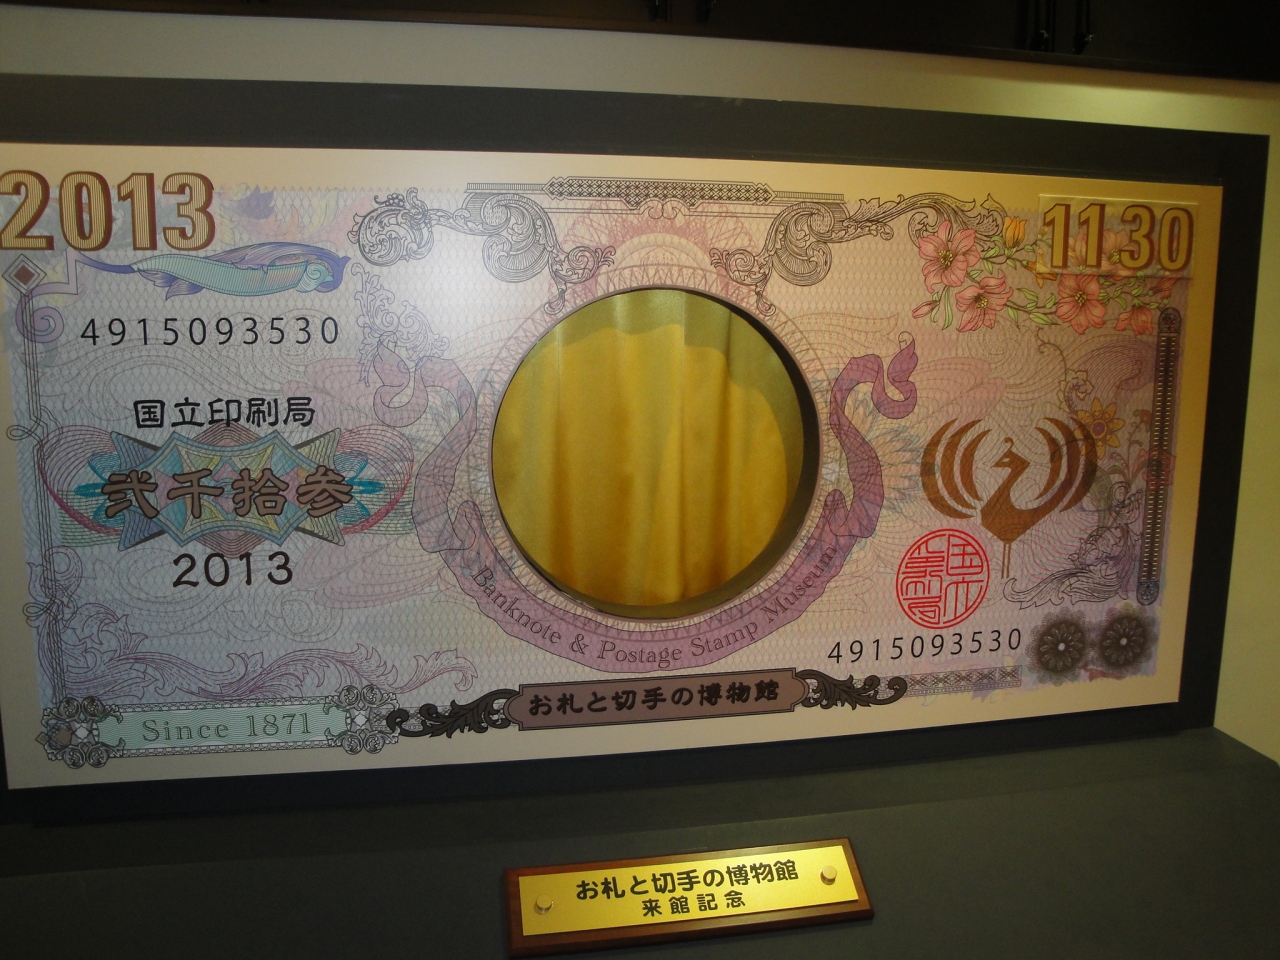 2013
11 30
4915093530
国立印刷局
弐千拾参
2013
Banknote & Postage Stamp Museum
4915093530
Since 1871
お札と切手の博物館
お札と切手の博物館
来館記念